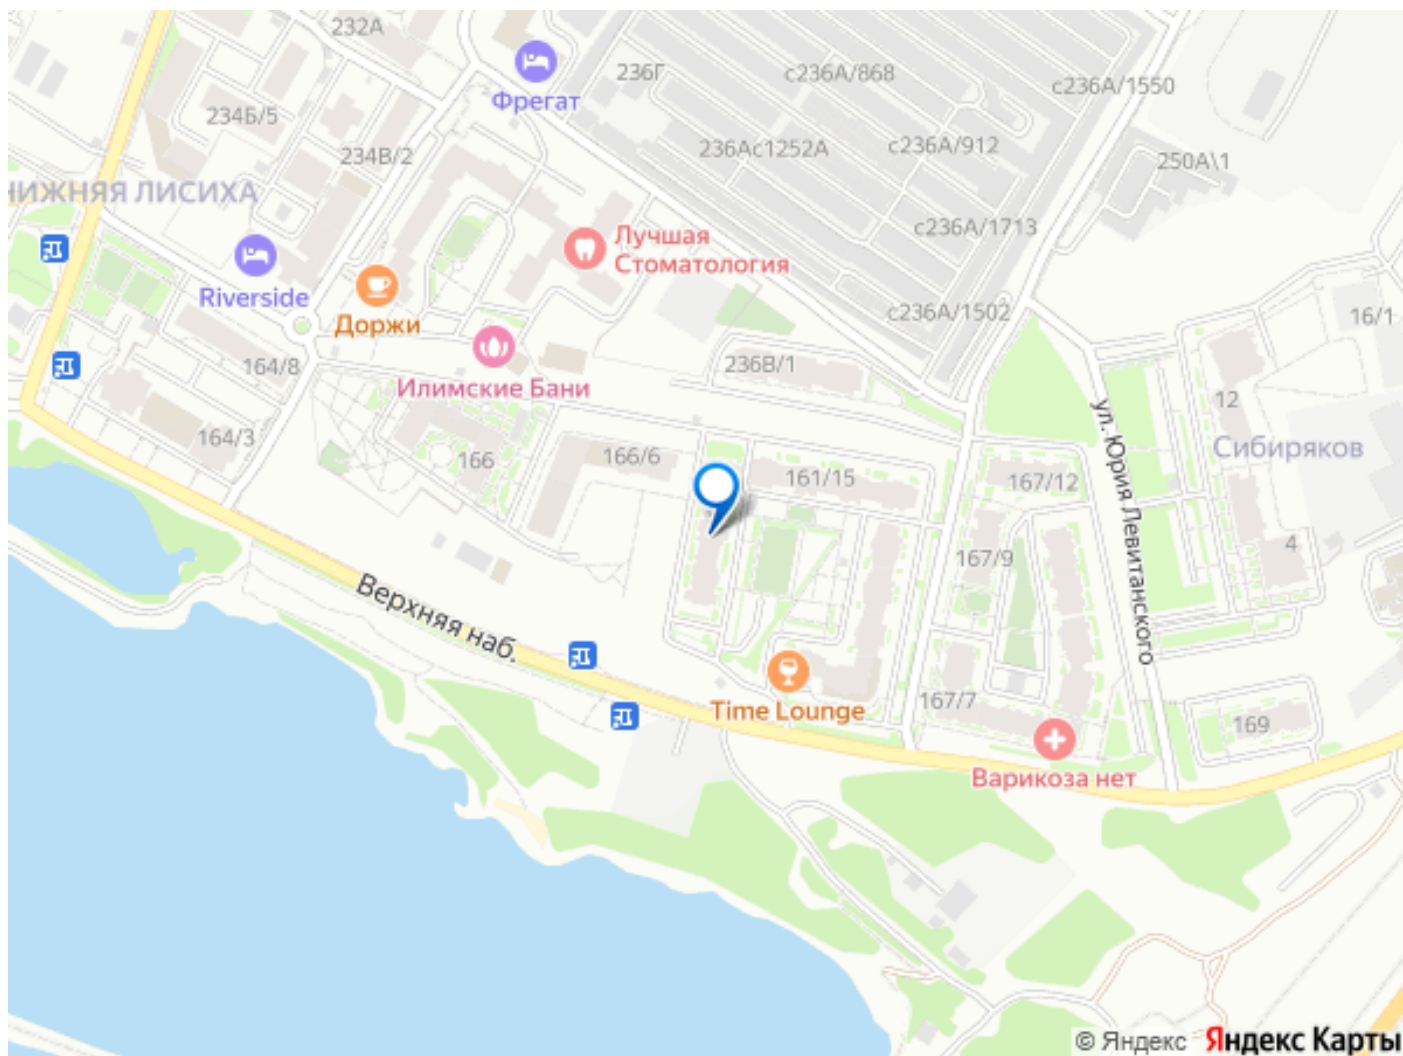 232А
Фрегат
236Г
с236А/868
с236А/1550
234Б/5
234В/2
236Ас1252А
с236А/912
250А\1
НИЖНЯЯ ЛИСИХА
с236А/1713
Лучшая
Стоматология
Riverside
Доржи
с236А/1502
16/1
164/8
Илимские Бани
236В/1
12
ул. Юрия Левитанского
164/3
166
166/6
161/15
167/12
Сибиряков
167/9
4
Верхняя наб.
Time Lounge
167/7
169
Варикоза нет
© Яндекс Яндекс Карты